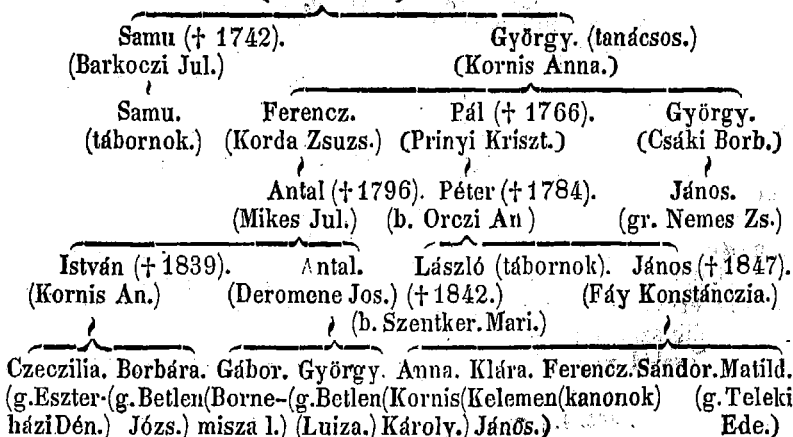 Samu († 1742). György. (tanácsos.)
(Barkoczi Jul.) (Kornis Anna.)
Samu. Ferencz. Pál († 1766). György.
(tábornok.) (Korda Zsuzs.) (Prinyi Kriszt.) (Csáki Borb.)
Antal († 1796). Péter († 1784). János.
(Mikes Jul.) (b. Orczi An ) (gr. Nemes Zs.)
István († 1839). Antal. László (tábornok). János († 1847).
(Kornis An.) (Deromene Jos.) († 1842.) (Fáy Konstánczia.)
(b. Szentker. Mari.)
Czeczilia. Borbára. Gábor. György. Anna. Klára. Ferencz. Sándor. Matild.
(g. Eszter- (g. Betlen (Borne- (g. Betlen (Kornis (Kelemen (kanonok) (g. Teleki
házi Dén.) Józs.) misza l.) (Luiza.) Károly.) János.) Ede.)